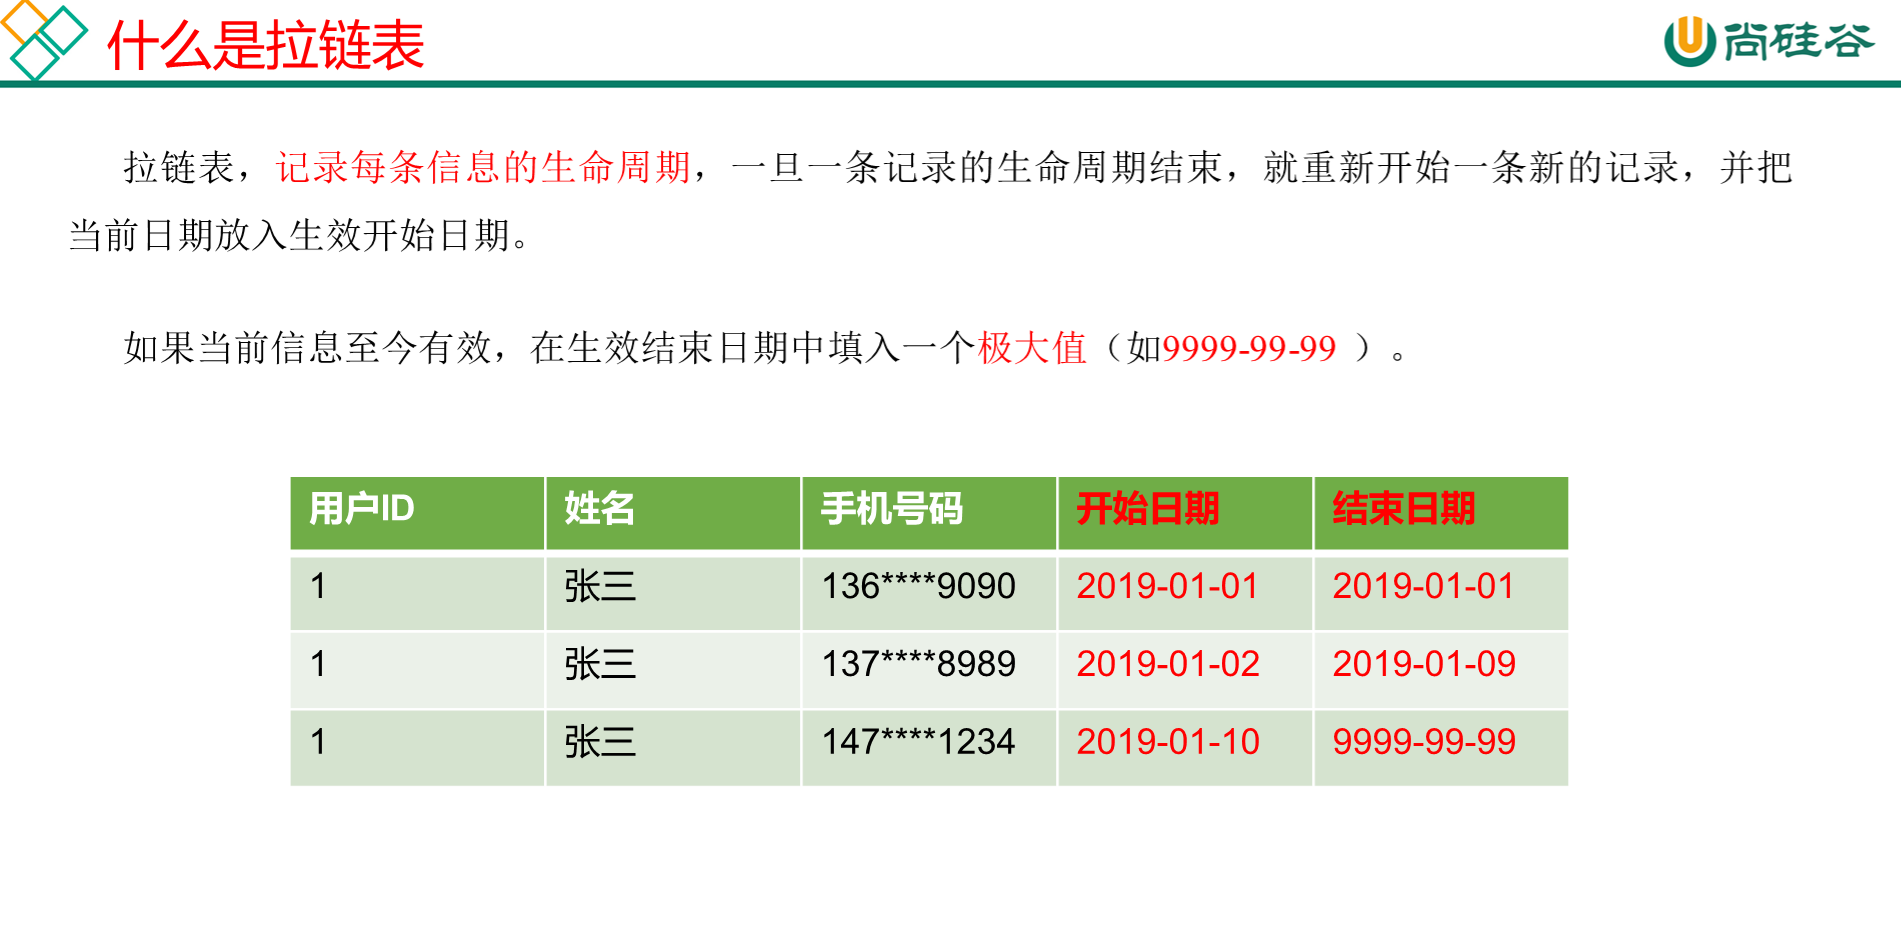 什么是拉链表
尚硅谷
拉链表，记录每条信息的生命周期，一旦一条记录的生命周期结束，就重新开始一条新的记录，并把
当前日期放入生效开始日期。
如果当前信息至今有效，在生效结束日期中填入一个极大值（如9999-99-99 ）。
用户ID 姓名 手机号码 开始日期 结束日期
1 张三 136****9090 2019-01-01 2019-01-01
1 张三 137****8989 2019-01-02 2019-01-09
1 张三 147****1234 2019-01-10 9999-99-99